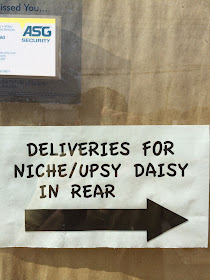 issed You...
ASG
SECURITY
DELIVERIES FOR
NICHE/UPSY DAISY
IN REAR